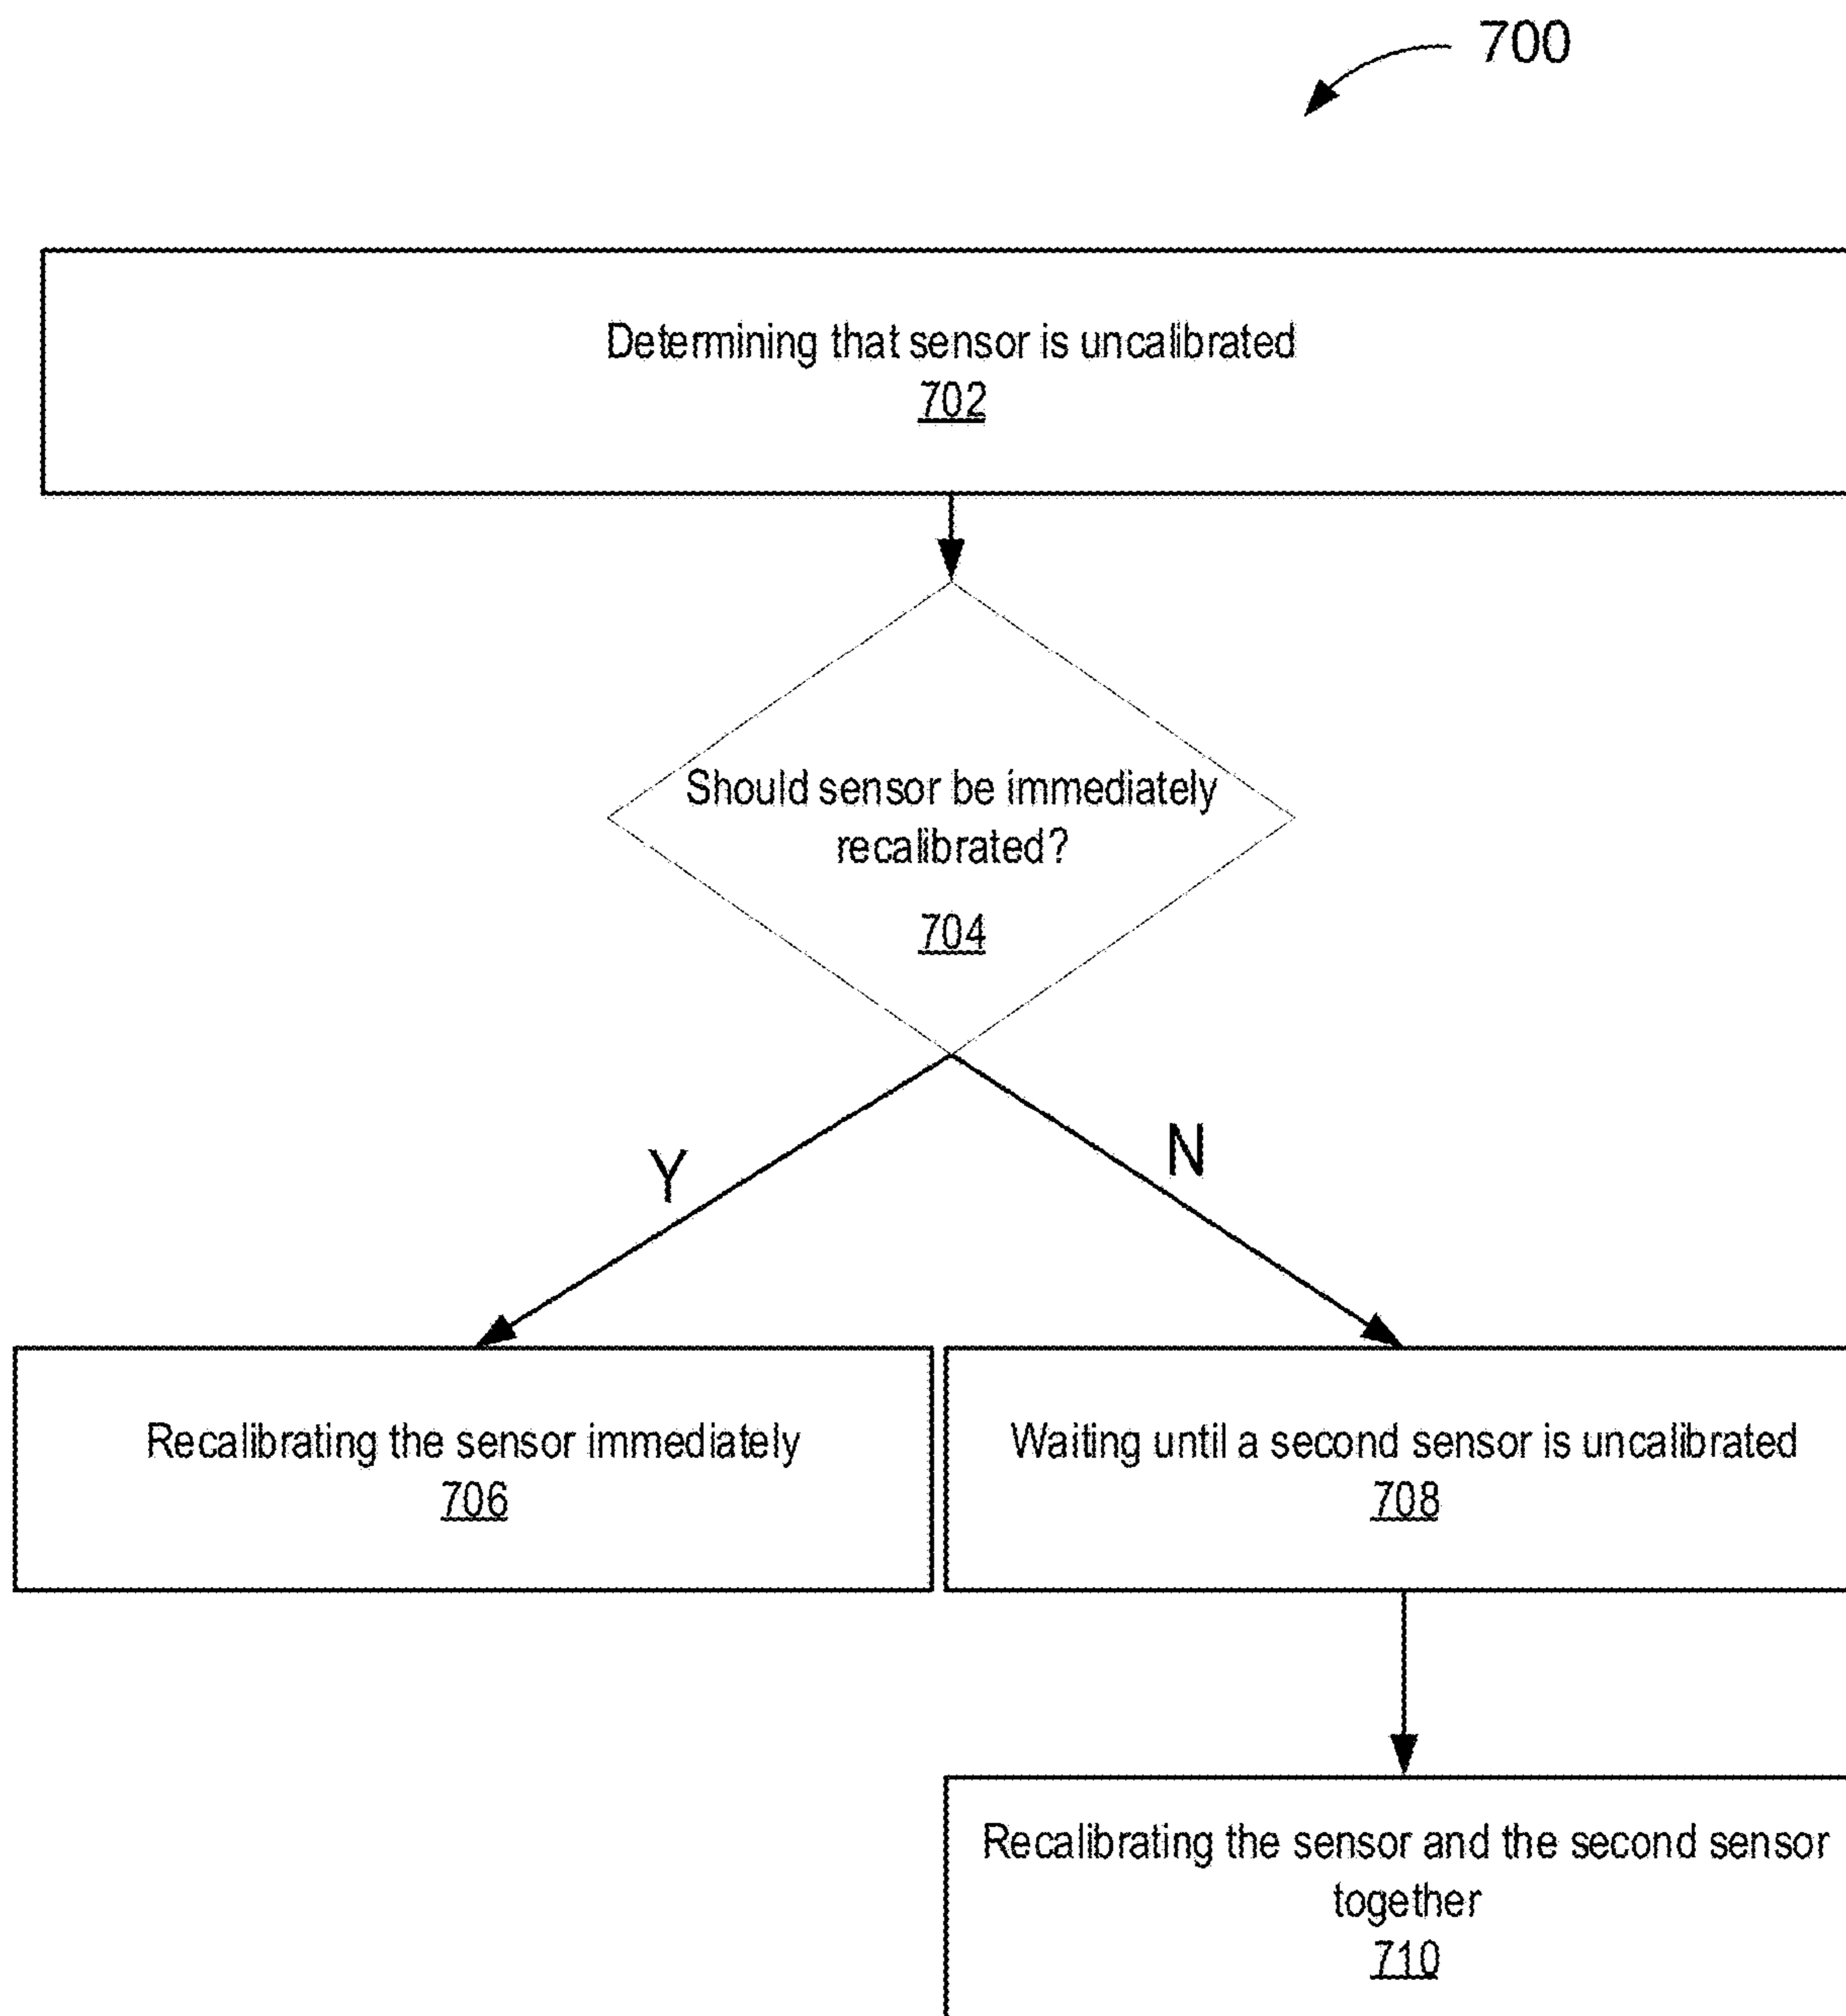 700
Determining that sensor is uncalibrated
702
Should sensor be immediately
recalibrated?
704
Y
N
Recalibrating the sensor immediately
706
Waiting until a second sensor is uncalibrated
708
Recalibrating the sensor and the second sensor
together
710